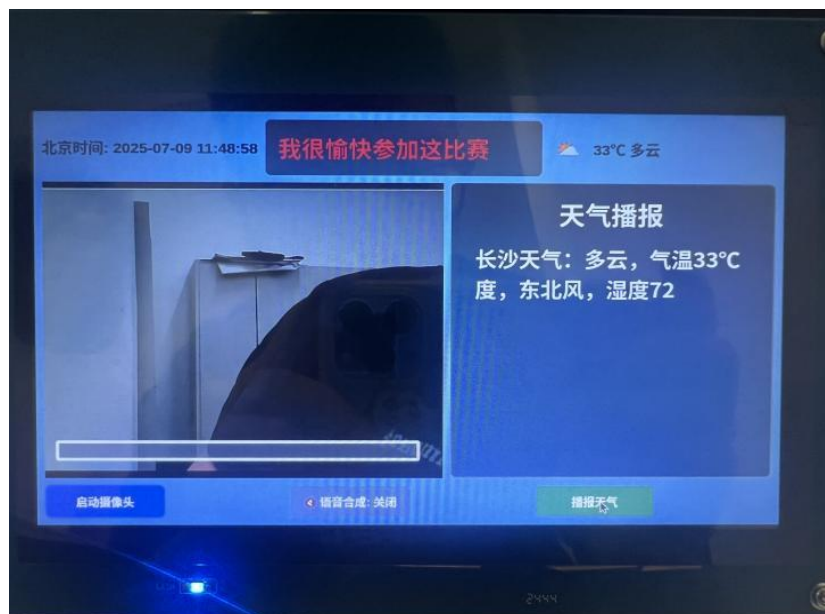 北京时间: 2025-07-09 11:48:58
我很愉快参加这比赛
33°C 多云
天气播报
长沙天气：多云，气温33°C
度，东北风，湿度72
启动摄像头
语音合成: 关闭
播报天气